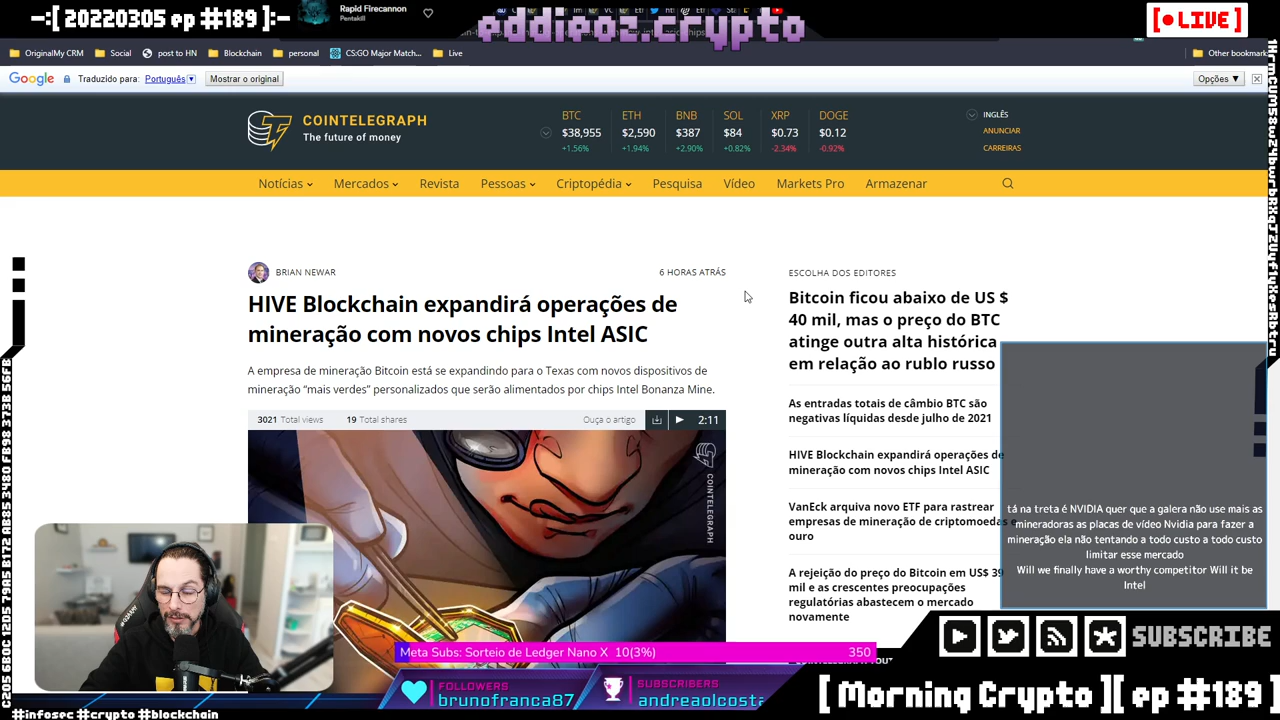 -:[ 20220305 ep #189 ]:-
Rapid Firecannon
Pentakill
eddieoz.crypto
[ LIVE ]
OriginalMy CRM
Social
post to HN
Blockchain
personal
CS:GO Major Match...
Live
Other bookmark
Google
Traduzido para:
Português
Mostrar o original
Opções ▼
COINTELEGRAPH
The future of money
BTC ETH BNB SOL XRP DOGE
$38,955 $2,590 $387 $84 $0.73 $0.12
+1.56% +1.94% +2.90% +0.82% -2.34% -0.92%
INGLÊS
ANUNCIAR
CARREIRAS
Notícias Mercados Revista Pessoas Criptopédia Pesquisa Vídeo Markets Pro Armazenar
BRIAN NEWAR
6 HORAS ATRÁS
HIVE Blockchain expandirá operações de
mineração com novos chips Intel ASIC
A empresa de mineração Bitcoin está se expandindo para o Texas com novos dispositivos de
mineração “mais verdes” personalizados que serão alimentados por chips Intel Bonanza Mine.
3021 Total views 19 Total shares Ouça o artigo 2:11
COINTELEGRAPH
ESCOLHA DOS EDITORES
Bitcoin ficou abaixo de US $
40 mil, mas o preço do BTC
atinge outra alta histórica
em relação ao rublo russo
As entradas totais de câmbio BTC são
negativas líquidas desde julho de 2021
HIVE Blockchain expandirá operações de
mineração com novos chips Intel ASIC
VanEck arquiva novo ETF para rastrear
empresas de mineração de criptomoedas e
ouro
A rejeição do preço do Bitcoin em US$ 39
mil e as crescentes preocupações
regulatórias abastecem o mercado
novamente
tá na treta é NVIDIA quer que a galera não use mais as
mineradoras as placas de vídeo Nvidia para fazer a
mineração ela não tentando a todo custo a todo custo
limitar esse mercado
Will we finally have a worthy competitor Will it be
Intel
Meta Subs: Sorteio de Ledger Nano X 10(3%) 350
FOLLOWERS
brunofranca87
SUBSCRIBERS
andreaolcosta
SUBSCRIBE
[ Morning Crypto ][ ep #189 ]
#infosec #crypto #blockchain